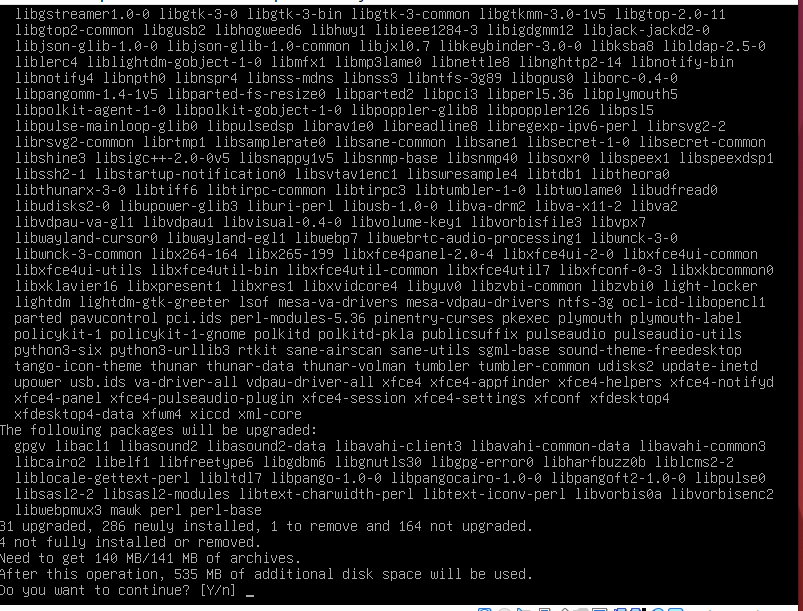 libgstreamer1.0-0 libgtk-3-0 libgtk-3-bin libgtk-3-common libgtkmm-3.0-1v5 libgtop-2.0-11
libgtop2-common libgusb2 libhogweed6 libhwy1 libieee1284-3 libigdgmm12 libjack-jackd2-0
libjson-glib-1.0-0 libjson-glib-1.0-common libjxl0.7 libkeybinder-3.0-0 libksba8 libldap-2.5-0
liblerc4 liblightdm-gobject-1-0 libmfx1 libmp3lame0 libnettle8 libnghttp2-14 libnotify-bin
libnotify4 libnpth0 libnspr4 libnss-mdns libnss3 libntfs-3g89 libopus0 liborc-0.4-0
libpangomm-1.4-1v5 libparted-fs-resize0 libparted2 libpci3 libperl5.36 libplymouth5
libpolkit-agent-1-0 libpolkit-gobject-1-0 libpoppler-glib8 libpoppler126 libpsl5
libpulse-mainloop-glib0 libpulsedsp librav1e0 libreadline8 libregexp-ipv6-perl librsvg2-2
librsvg2-common librtmp1 libsamplerate0 libsane-common libsane1 libsecret-1-0 libsecret-common
libshine3 libsigc++-2.0-0v5 libsnappy1v5 libsnmp-base libsnmp40 libsoxr0 libspeex1 libspeexdsp1
libssh2-1 libstartup-notification0 libsvtav1enc1 libswresample4 libtdb1 libtheora0
libthunarx-3-0 libtiff6 libtirpc-common libtirpc3 libtumbler-1-0 libtwolame0 libudfread0
libudisks2-0 libupower-glib3 liburi-perl libusb-1.0-0 libva-drm2 libva-x11-2 libva2
libvdpau-va-gl1 libvdpau1 libvisual-0.4-0 libvolume-key1 libvorbisfile3 libvpx7
libwayland-cursor0 libwayland-egl1 libwebp7 libwebrtc-audio-processing1 libwnck-3-0
libwnck-3-common libx264-164 libx265-199 libxfce4panel-2.0-4 libxfce4ui-2-0 libxfce4ui-common
libxfce4ui-utils libxfce4util-bin libxfce4util-common libxfce4util7 libxfconf-0-3 libxkbcommon0
libxklavier16 libxpresent1 libxres1 libxvidcore4 libyuv0 libzvbi-common libzvbi0 light-locker
lightdm lightdm-gtk-greeter lsof mesa-va-drivers mesa-vdpau-drivers ntfs-3g ocl-icd-libopencl1
parted pavucontrol pci.ids perl-modules-5.36 pinentry-curses pkexec plymouth plymouth-label
policykit-1 policykit-1-gnome polkitd polkitd-pkla publicsuffix pulseaudio pulseaudio-utils
python3-six python3-urllib3 rtkit sane-airscan sane-utils sgml-base sound-theme-freedesktop
tango-icon-theme thunar thunar-data thunar-volman tumbler tumbler-common udisks2 update-inetd
upower usb.ids va-driver-all vdpau-driver-all xfce4 xfce4-appfinder xfce4-helpers xfce4-notifyd
xfce4-panel xfce4-pulseaudio-plugin xfce4-session xfce4-settings xfconf xfdesktop4
xfdesktop4-data xfwm4 xiccd xml-core
The following packages will be upgraded:
gpgv libacl1 libasound2 libasound2-data libavahi-client3 libavahi-common-data libavahi-common3
libcairo2 libelf1 libfreetype6 libgdbm6 libgnutls30 libgpg-error0 libharfbuzz0b liblcms2-2
liblocale-gettext-perl libltdl7 libpango-1.0-0 libpangocairo-1.0-0 libpangoft2-1.0-0 libpulse0
libsasl2-2 libsasl2-modules libtext-charwidth-perl libtext-iconv-perl libvorbis0a libvorbisenc2
libwebpmux3 mawk perl perl-base
31 upgraded, 286 newly installed, 1 to remove and 164 not upgraded.
4 not fully installed or removed.
Need to get 140 MB/141 MB of archives.
After this operation, 535 MB of additional disk space will be used.
Do you want to continue? [Y/n] _